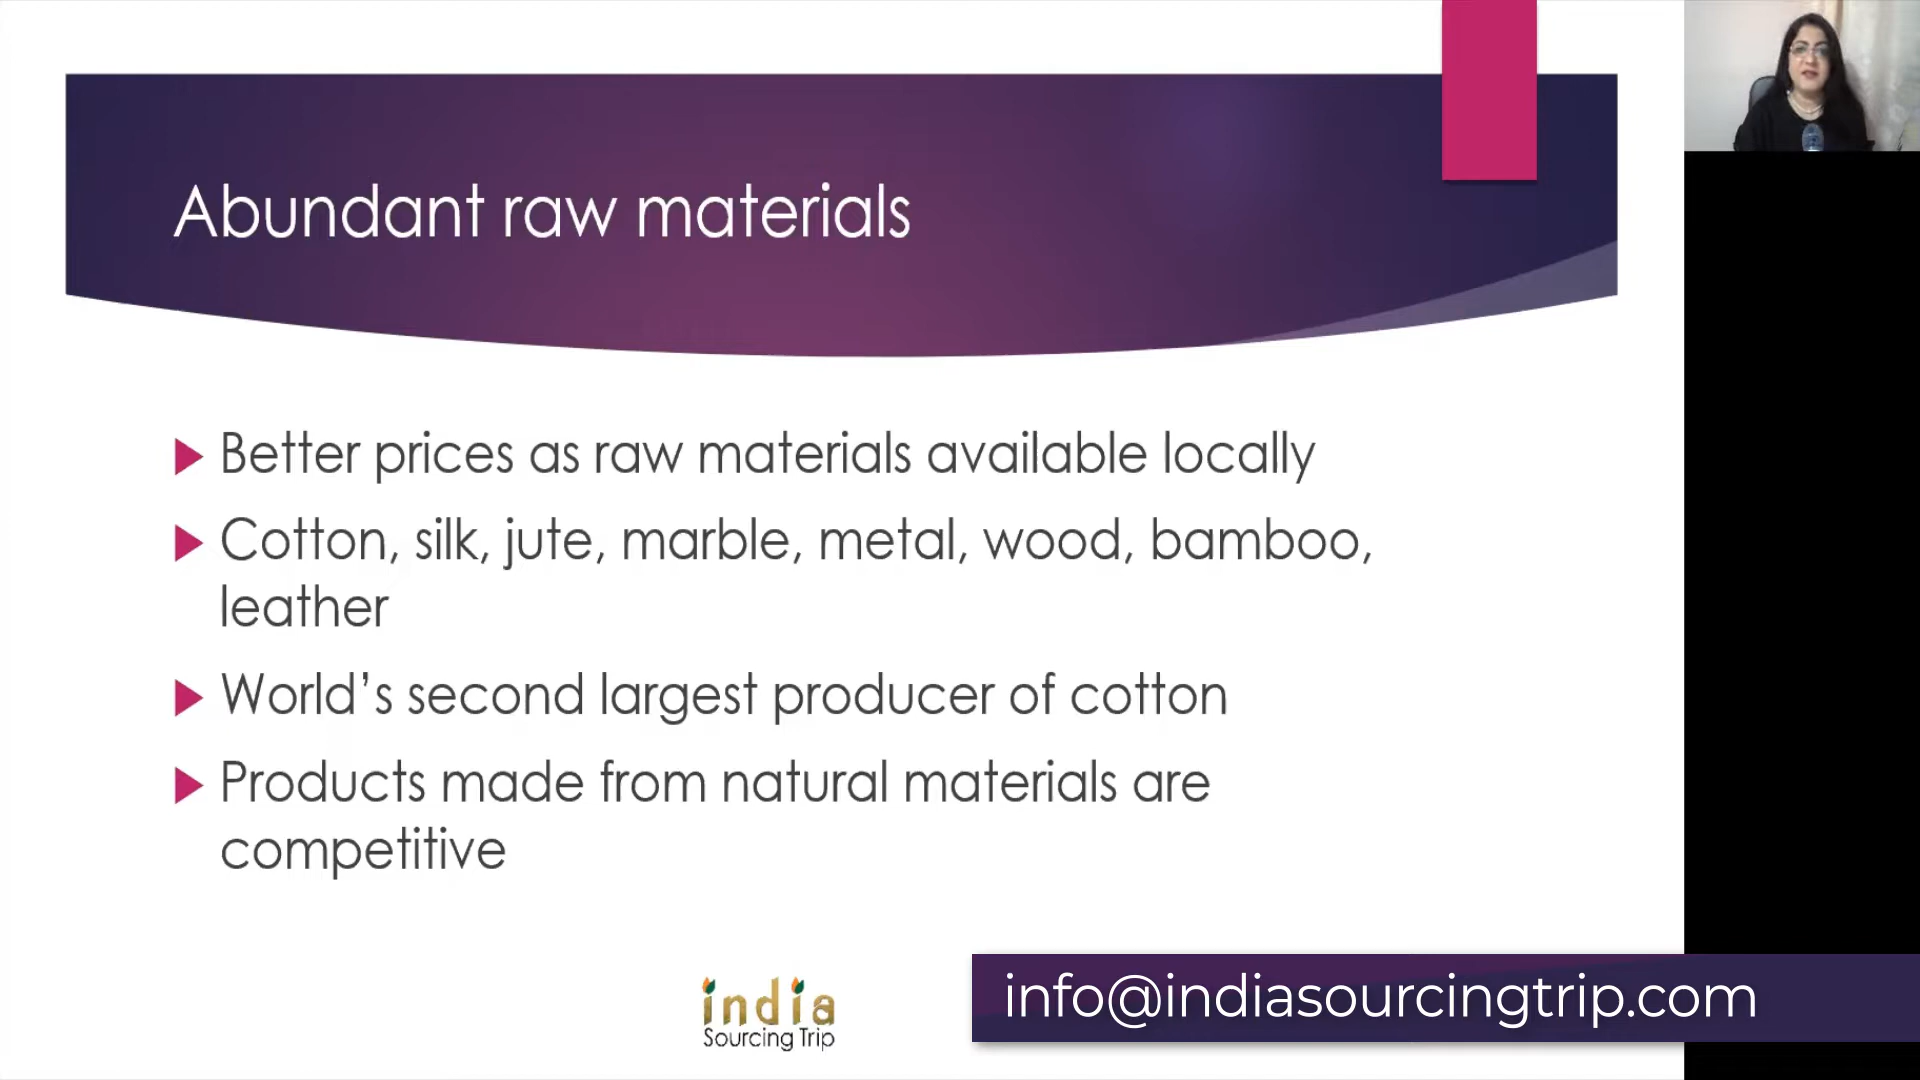 Abundant raw materials
Better prices as raw materials available locally
Cotton, silk, jute, marble, metal, wood, bamboo,
leather
World’s second largest producer of cotton
Products made from natural materials are
competitive
india
Sourcing Trip
info@indiasourcingtrip.com